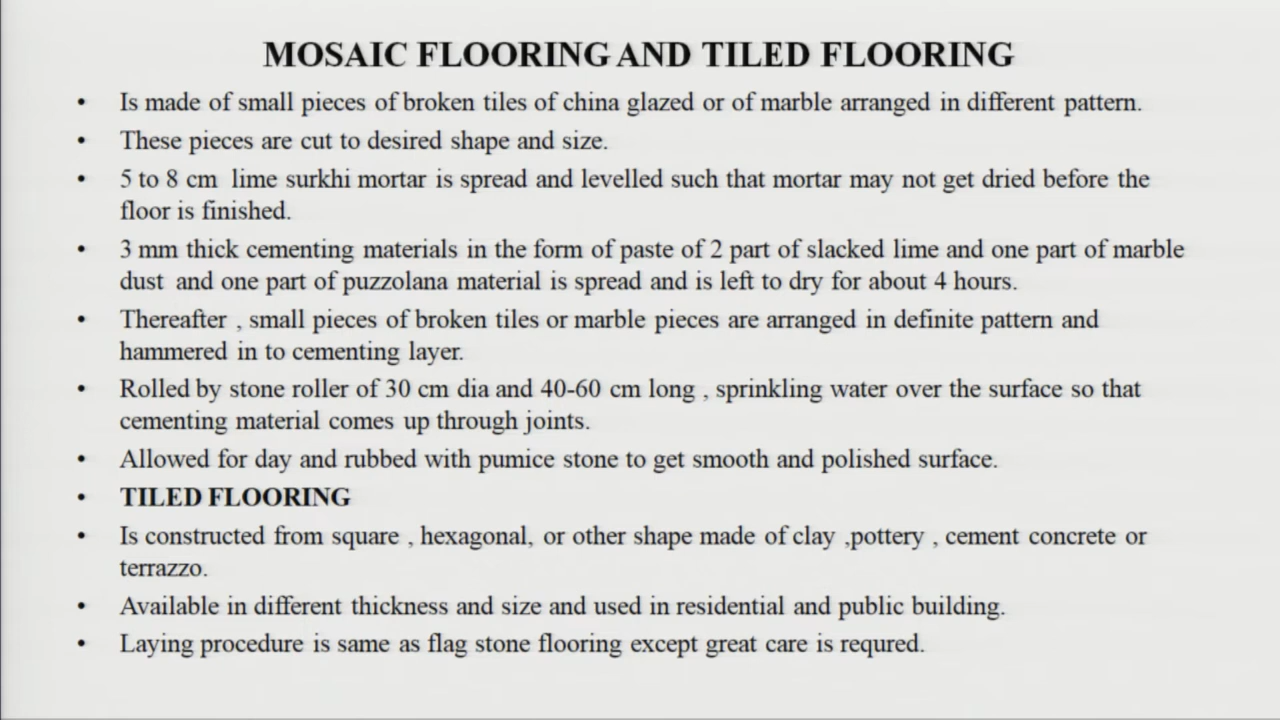 MOSAIC FLOORING AND TILED FLOORING
• Is made of small pieces of broken tiles of china glazed or of marble arranged in different pattern.
• These pieces are cut to desired shape and size.
• 5 to 8 cm lime surkhi mortar is spread and levelled such that mortar may not get dried before the
floor is finished.
• 3 mm thick cementing materials in the form of paste of 2 part of slacked lime and one part of marble
dust and one part of puzzolana material is spread and is left to dry for about 4 hours.
• Thereafter , small pieces of broken tiles or marble pieces are arranged in definite pattern and
hammered in to cementing layer.
• Rolled by stone roller of 30 cm dia and 40-60 cm long , sprinkling water over the surface so that
cementing material comes up through joints.
• Allowed for day and rubbed with pumice stone to get smooth and polished surface.
• TILED FLOORING
• Is constructed from square , hexagonal, or other shape made of clay ,pottery , cement concrete or
terrazzo.
• Available in different thickness and size and used in residential and public building.
• Laying procedure is same as flag stone flooring except great care is requred.